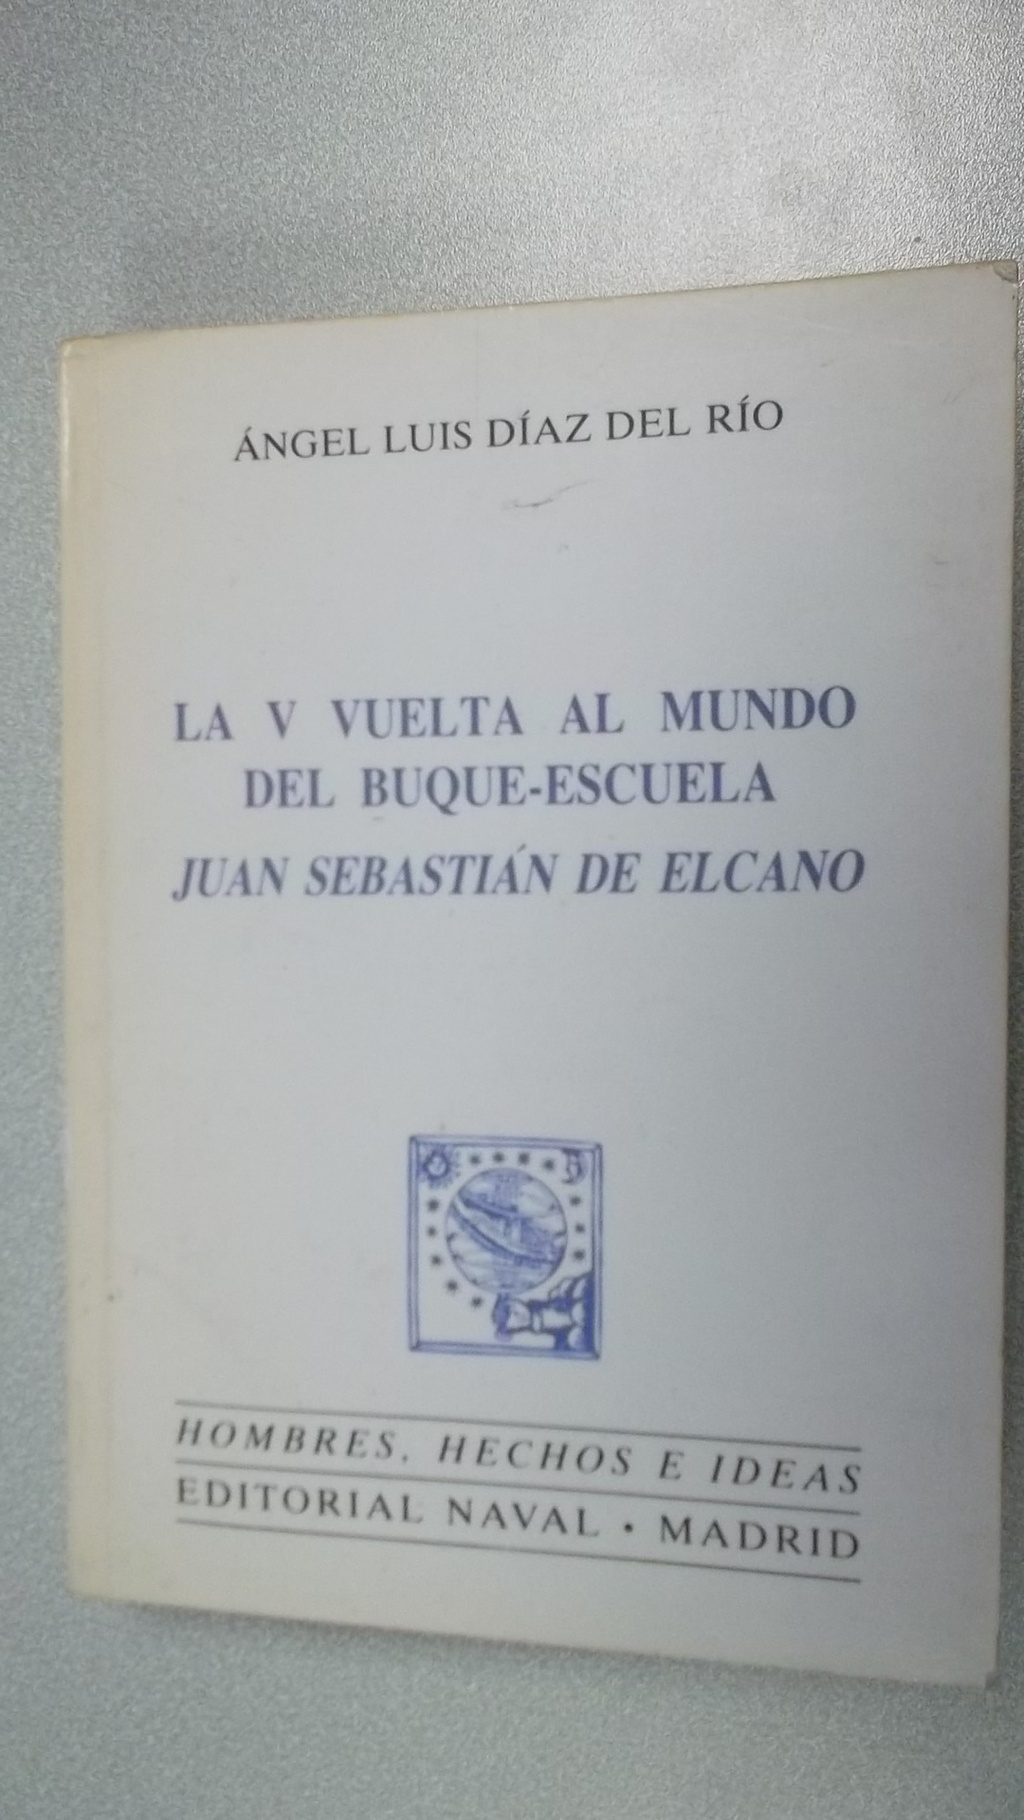 ÁNGEL LUIS DÍAZ DEL RÍO
LA V VUELTA AL MUNDO
DEL BUQUE-ESCUELA
JUAN SEBASTIÁN DE ELCANO
HOMBRES, HECHOS E IDEAS
EDITORIAL NAVAL • MADRID